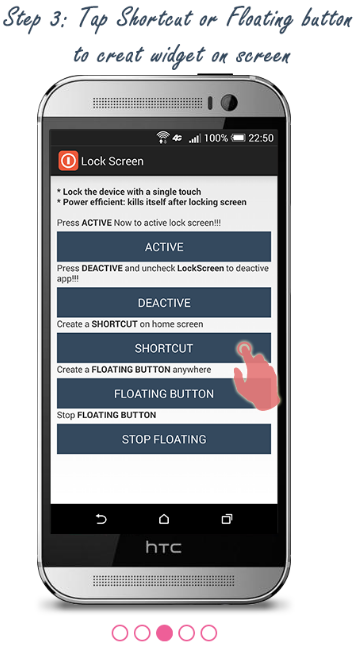 Step 3: Tap Shortcut or Floating button
to creat widget on screen
4G 100% 22:50
Lock Screen
* Lock the device with a single touch
* Power efficient: kills itself after locking screen
Press ACTIVE Now to active lock screen!!!
ACTIVE
Press DEACTIVE and uncheck LockScreen to deactive
app!!!
DEACTIVE
Create a SHORTCUT on home screen
SHORTCUT
Create a FLOATING BUTTON anywhere
FLOATING BUTTON
Stop FLOATING BUTTON
STOP FLOATING
hTC